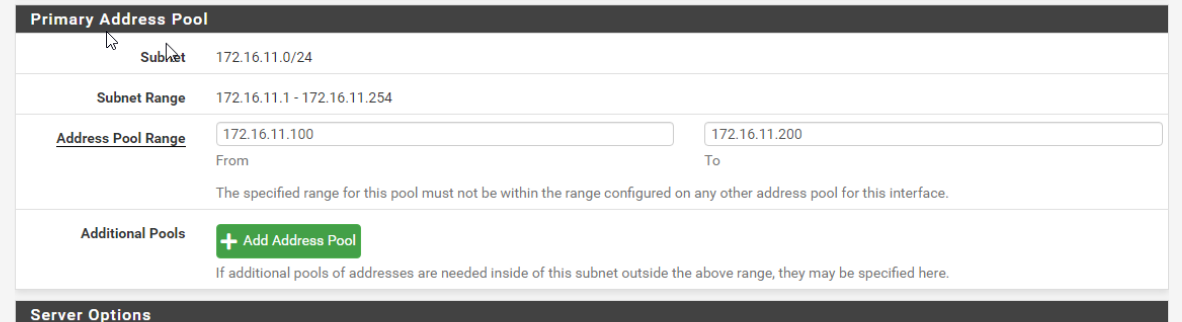 Primary Address Pool
Subnet 172.16.11.0/24
Subnet Range 172.16.11.1 - 172.16.11.254
Address Pool Range 172.16.11.100 172.16.11.200
From To
The specified range for this pool must not be within the range configured on any other address pool for this interface.
Additional Pools + Add Address Pool
If additional pools of addresses are needed inside of this subnet outside the above range, they may be specified here.
Server Options